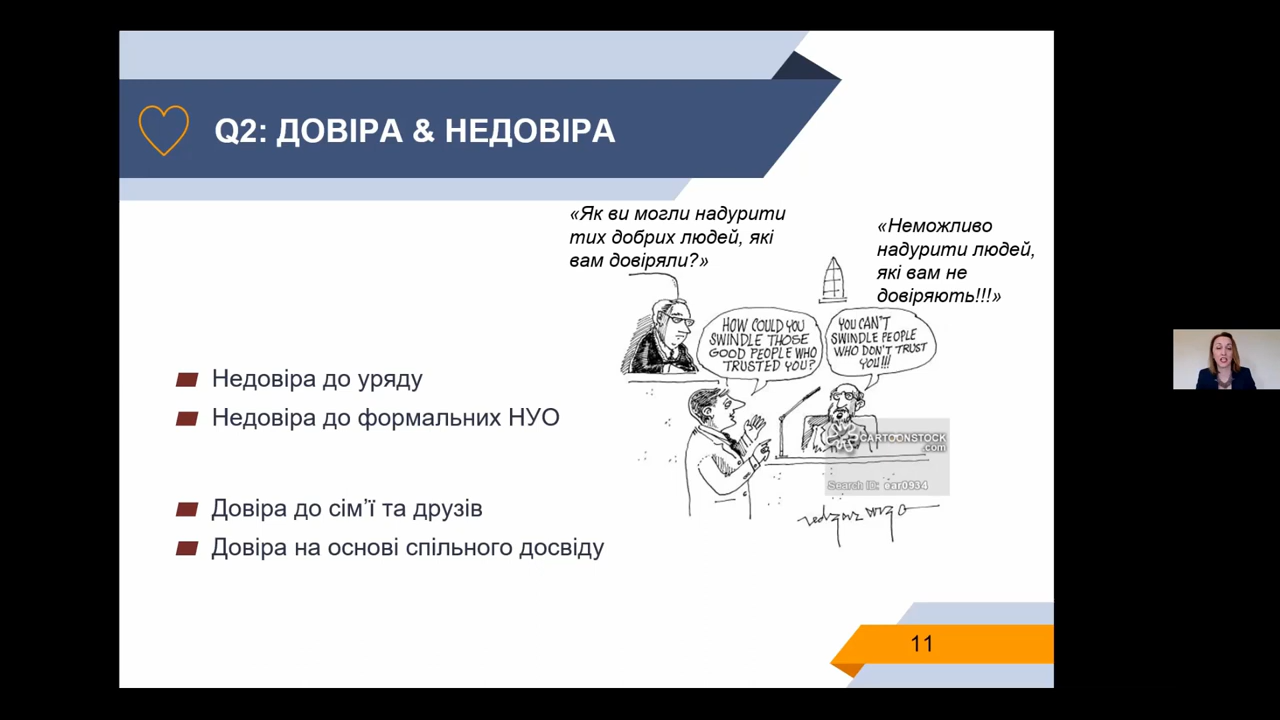 Q2: ДОВІРА & НЕДОВІРА
«Як ви могли надурити
тих добрих людей, які
вам довіряли?»
«Неможливо
надурити людей,
які вам не
довіряють!!!»
HOW COULD YOU
SWINDLE THOSE
GOOD PEOPLE WHO
TRUSTED YOU?
YOU CAN'T
SWINDLE PEOPLE
WHO DON'T TRUST
YOU!!!
Недовіра до уряду
Недовіра до формальних НУО
Довіра до сім’ї та друзів
Довіра на основі спільного досвіду
CARTOONSTOCK
.com
Search ID: ear0934
11